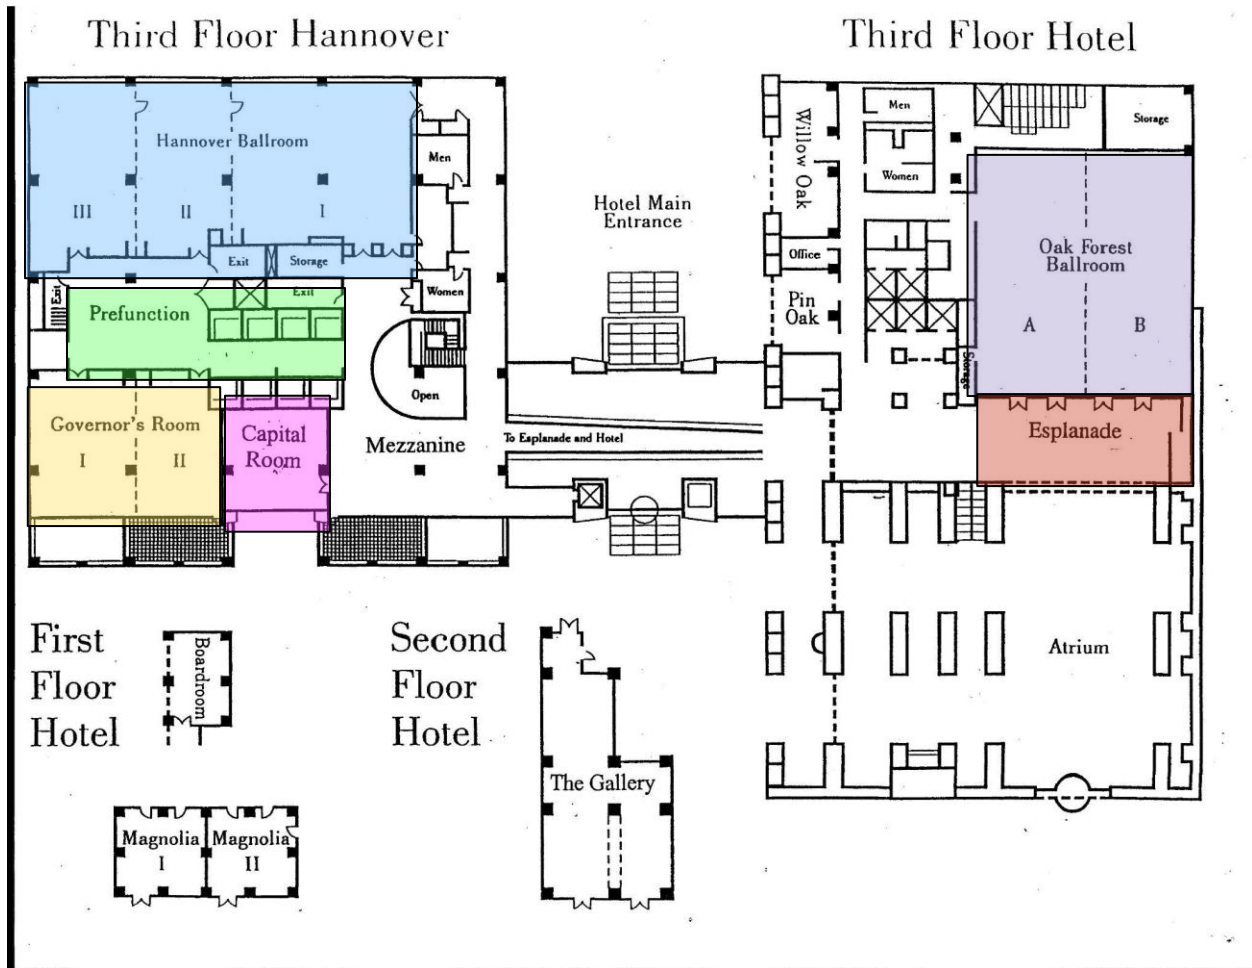 Third Floor Hannover
Third Floor Hotel
Hannover Ballroom
III
II
I
Men
Exit
Storage
Exit
Exit
Women
Prefunction
Open
Governor's Room
I
II
Capital
Room
Mezzanine
To Esplanade and Hotel
Hotel Main
Entrance
Willow Oak
Men
Women
Storage
Office
Pin
Oak
Oak Forest
Ballroom
A
B
Storage
Esplanade
Atrium
First
Floor
Hotel
Boardroom
Second
Floor
Hotel
The Gallery
Magnolia
I
Magnolia
II